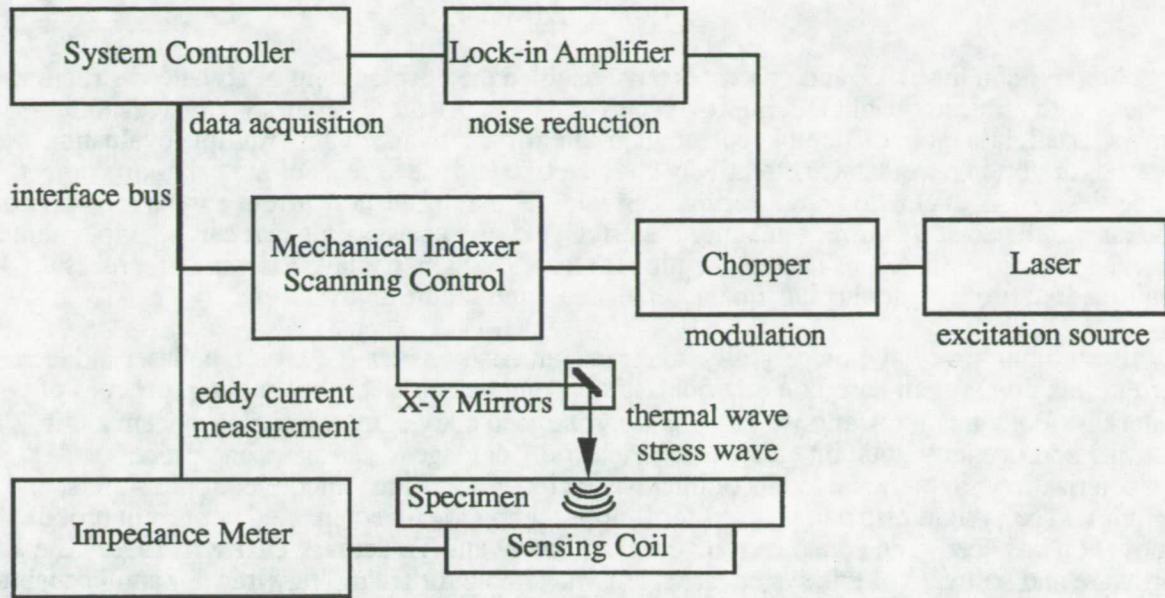 System Controller
Lock-in Amplifier
data acquisition
noise reduction
interface bus
Mechanical Indexer
Scanning Control
Chopper
Laser
modulation
excitation source
eddy current
measurement
X-Y Mirrors
thermal wave
stress wave
Impedance Meter
Specimen
Sensing Coil